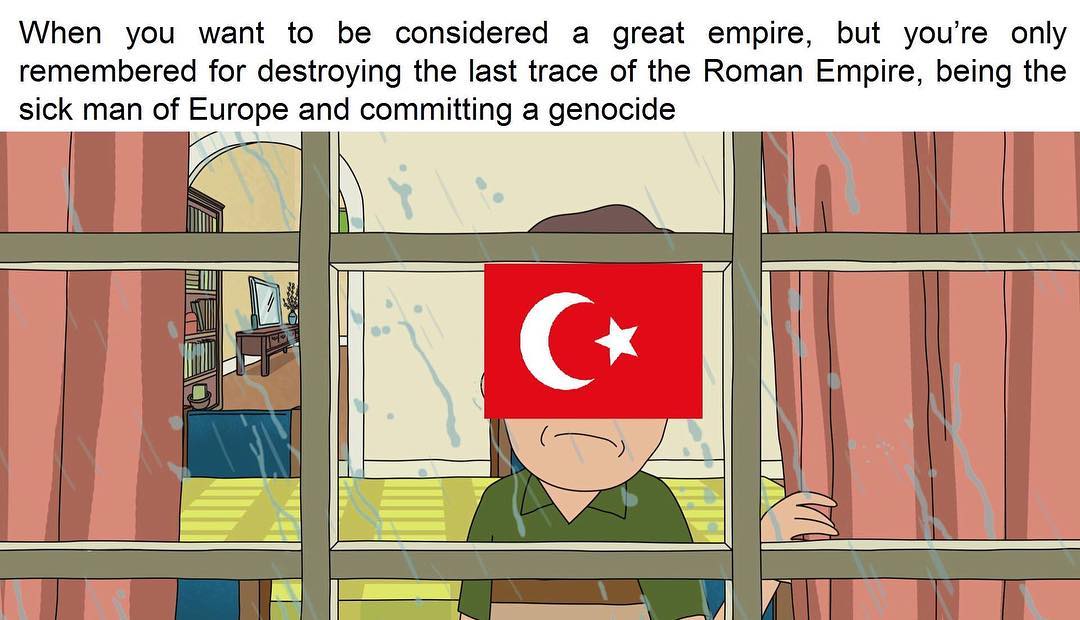 When you want to be considered a great empire, but you’re only
remembered for destroying the last trace of the Roman Empire, being the
sick man of Europe and committing a genocide